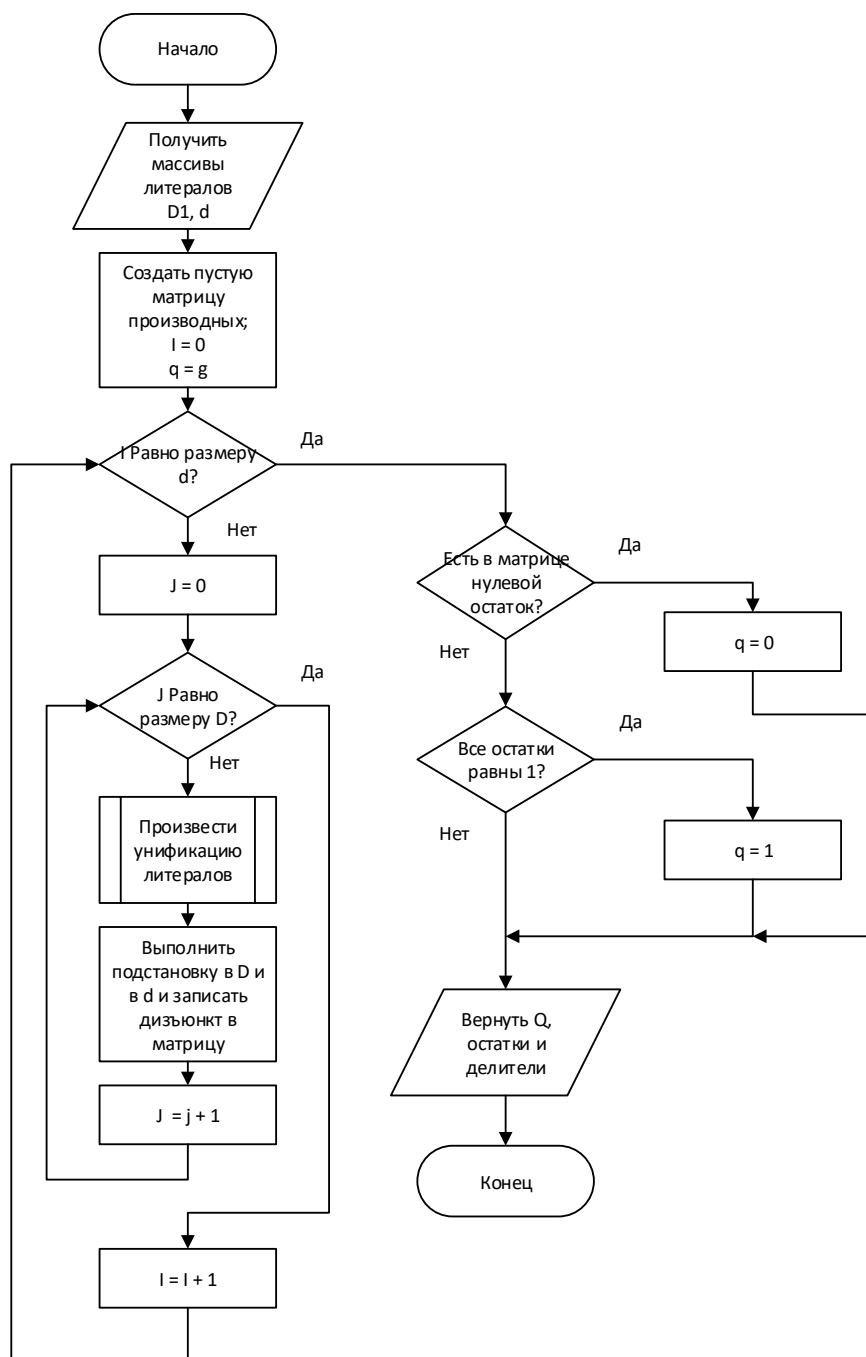 Начало
Получить
массивы
литералов
D1, d
Создать пустую
матрицу
производных;
I = 0
q = g
I Равно размеру
d?
Да
Нет
J = 0
J Равно
размеру D?
Да
Нет
Произвести
унификацию
литералов
Выполнить
подстановку в D и
в d и записать
дизъюнкт в
матрицу
J = j + 1
I = I + 1
Есть в матрице
нулевой
остаток?
Да
q = 0
Нет
Все остатки
равны 1?
Да
q = 1
Нет
Вернуть Q,
остатки и
делители
Конец